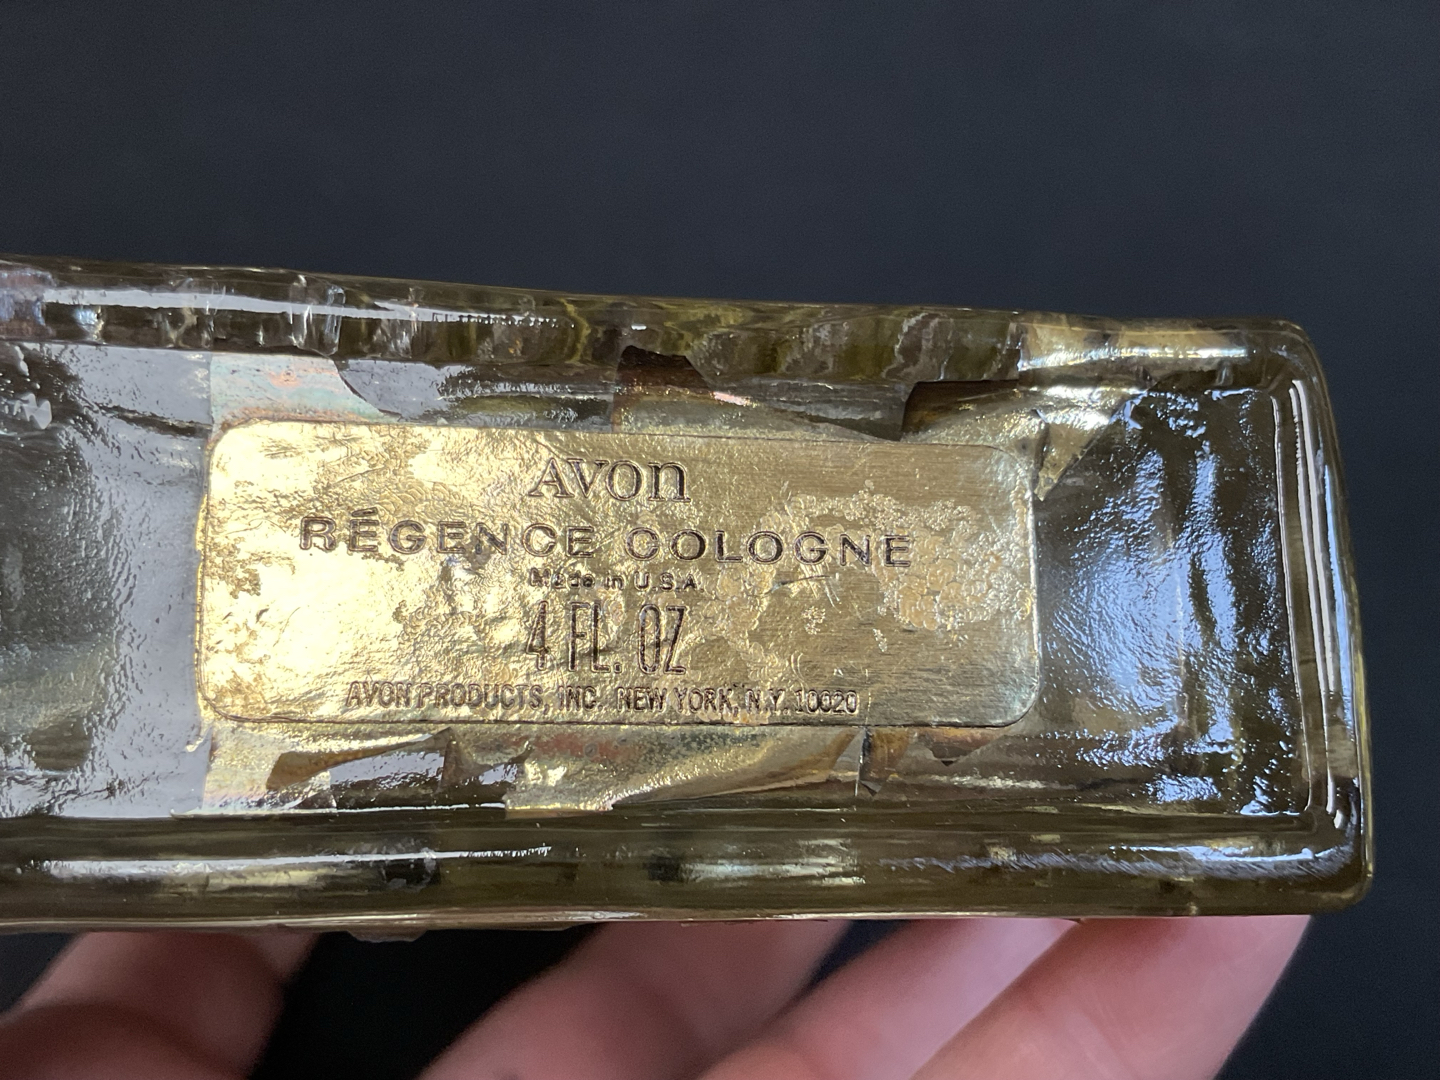 AVON
RÉGENCE COLOGNE
Made in U.S.A.
4 FL. OZ
AVON PRODUCTS, INC. NEW YORK, N.Y. 10020